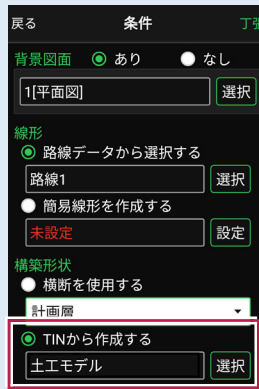 戻る 条件 丁張
背景図面 あり なし
1[平面図] 選択
線形
路線データから選択する
路線1 選択
簡易線形を作成する
未設定 設定
構築形状
横断を使用する
計画層
TINから作成する
土工モデル 選択